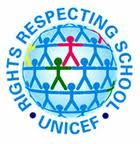 RIGHTS RESPECTING SCHOOL
UNICEF